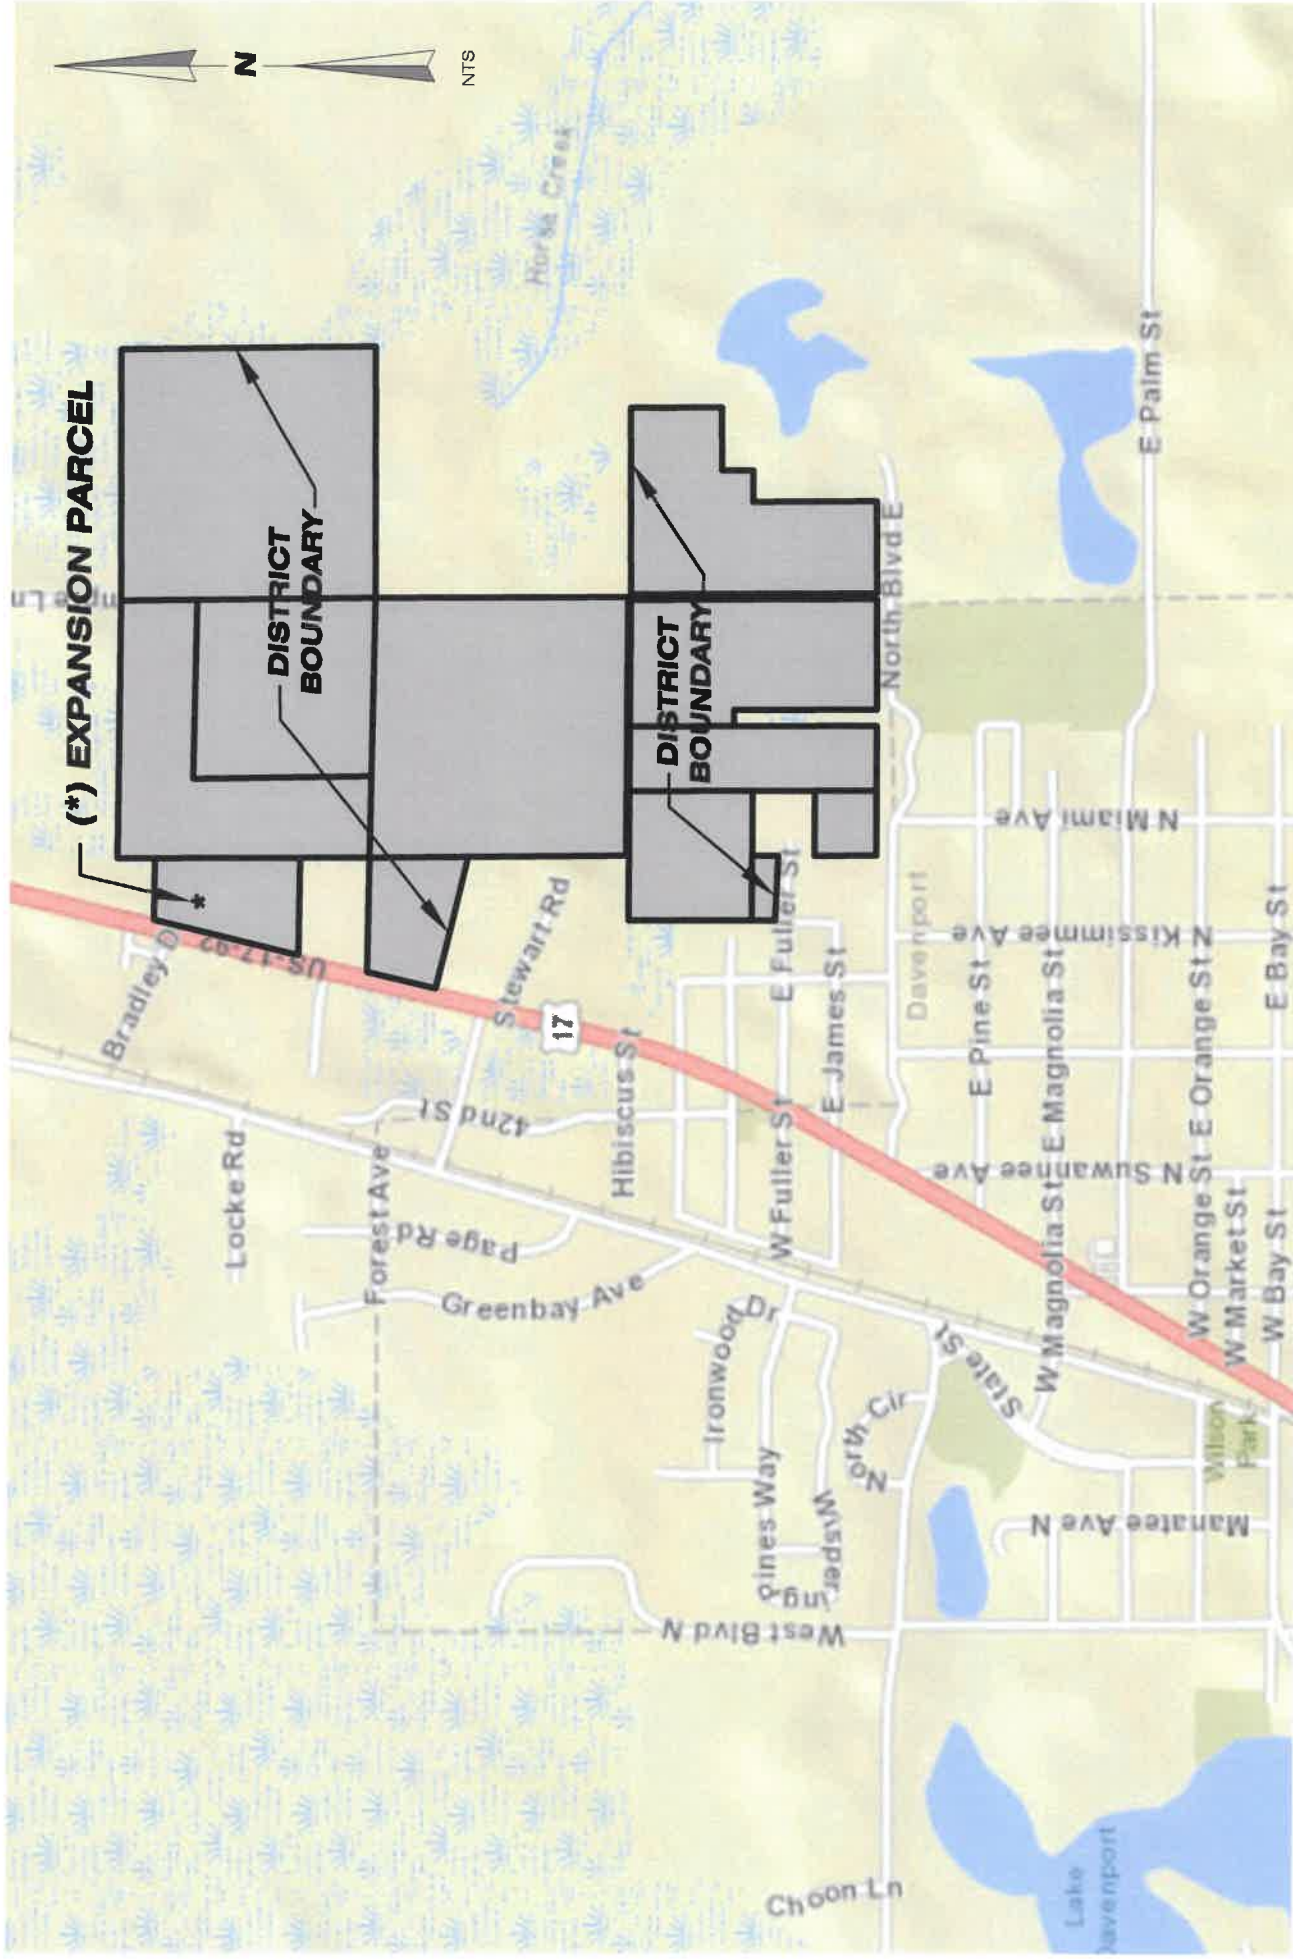 (*) EXPANSION PARCEL
N
NTS
*
DISTRICT
BOUNDARY
DISTRICT
BOUNDARY
Horse Creek
Bradley D
US-17-92
Locke Rd
Forest Ave
Page Rd
42nd St
Stewart Rd
17
Greenbay Ave
Hibiscus St
Ironwood Dr
W Fuller St
E Fuller St
E James St
North Blvd E
Pines Way
Wisper
ing
North Cir
State St
West Blvd N
Davenport
N Miami Ave
N Kissimmee Ave
E Pine St
N Suwannee Ave
W Magnolia St
E Magnolia St
E Palm St
Manatee Ave N
W Orange St
E Orange St
W Market St
W Bay St
E Bay St
Wilson
Park
Choon Ln
Lake
Davenport